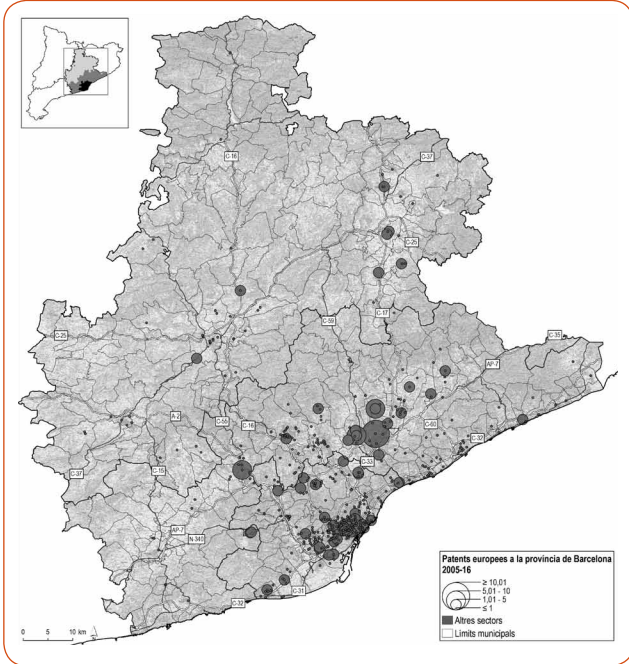 C-16
C-37
C-25
C-17
C-59
C-25
C-35
AP-7
A-2
C-55
C-16
C-60
C-32
C-33
C-37
C-15
AP-7
N-340
C-31
C-32
Patents europees a la província de Barcelona
2005-16
≥ 10,01
5,01 - 10
1,01 - 5
≤ 1
Altres sectors
Límits municipals
0 5 10 km